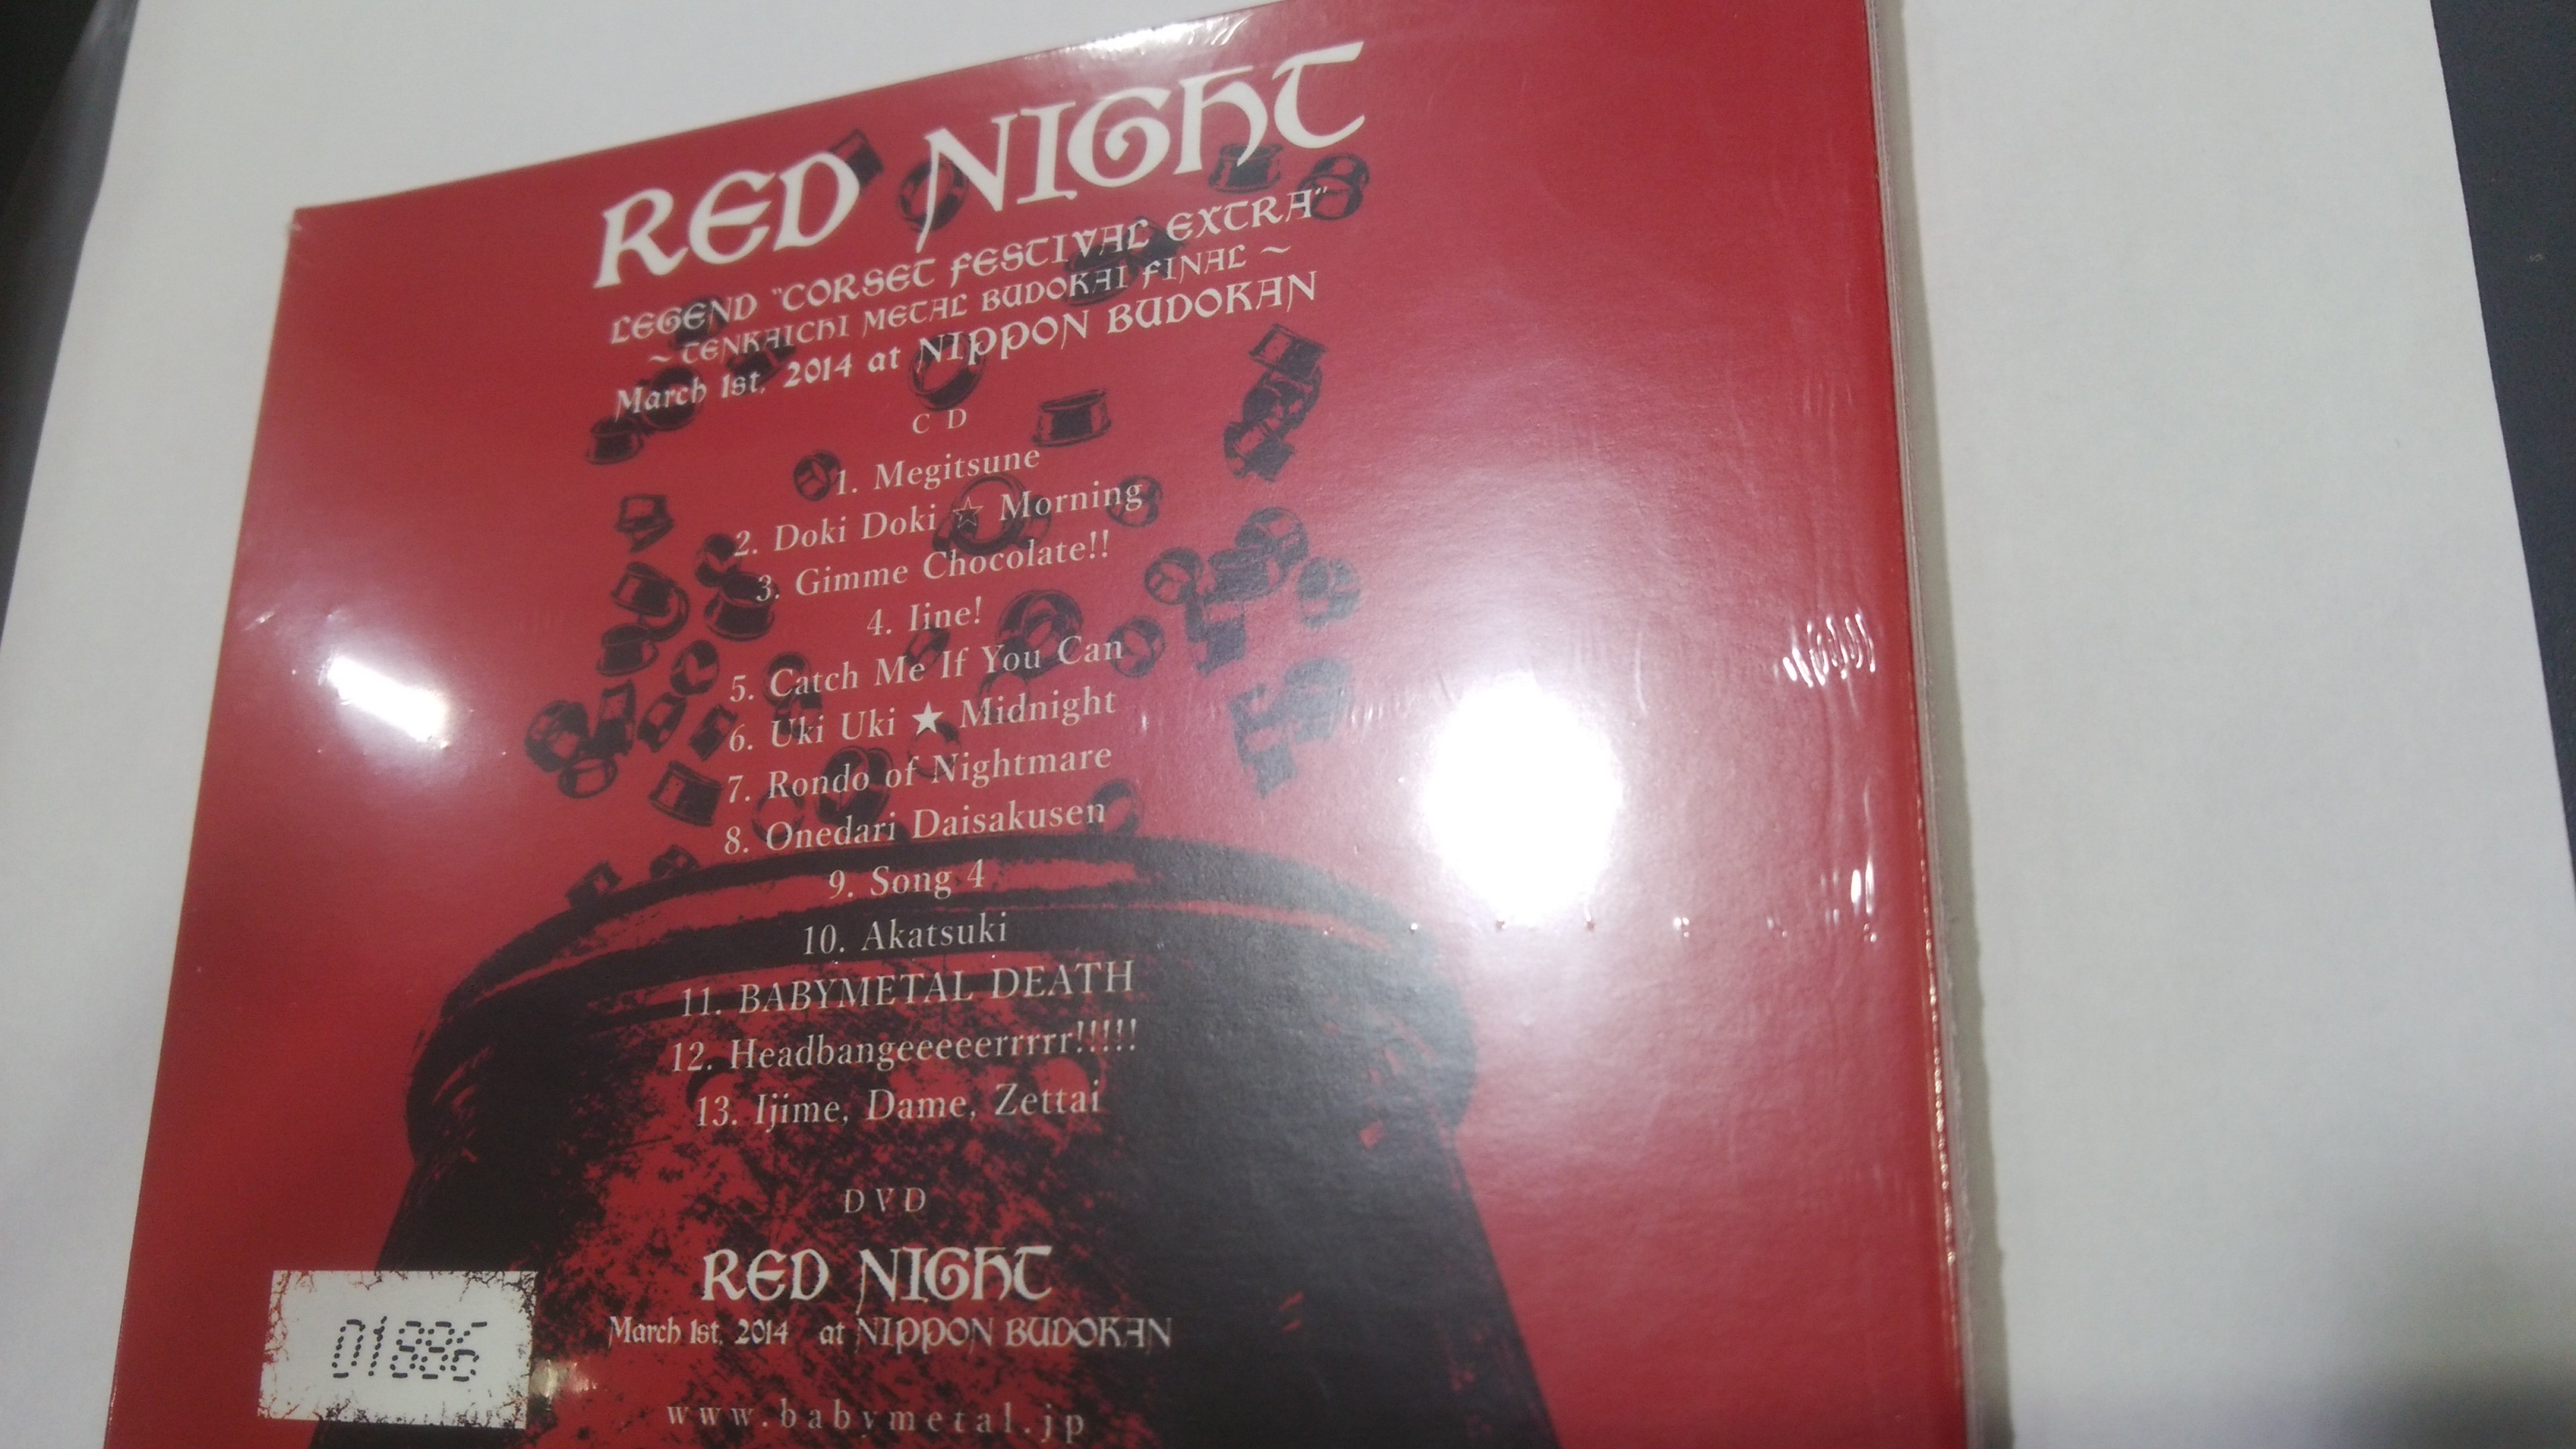 RED NIGHT
LEGEND "CORSET FESTIVAL EXTRA"
~ TENKAICHI METAL BUDOKAI FINAL ~
March 1st, 2014 at NIPPON BUDOKAN
CD
1. Megitsune
2. Doki Doki ☆ Morning
3. Gimme Chocolate!!
4. Iine!
5. Catch Me If You Can
6. Uki Uki ★ Midnight
7. Rondo of Nightmare
8. Onedari Daisakusen
9. Song 4
10. Akatsuki
11. BABYMETAL DEATH
12. Headbangeeeeerrrrr!!!!!
13. Ijime, Dame, Zettai
DVD
RED NIGHT
March 1st, 2014 at NIPPON BUDOKAN
01886
www.babymetal.jp